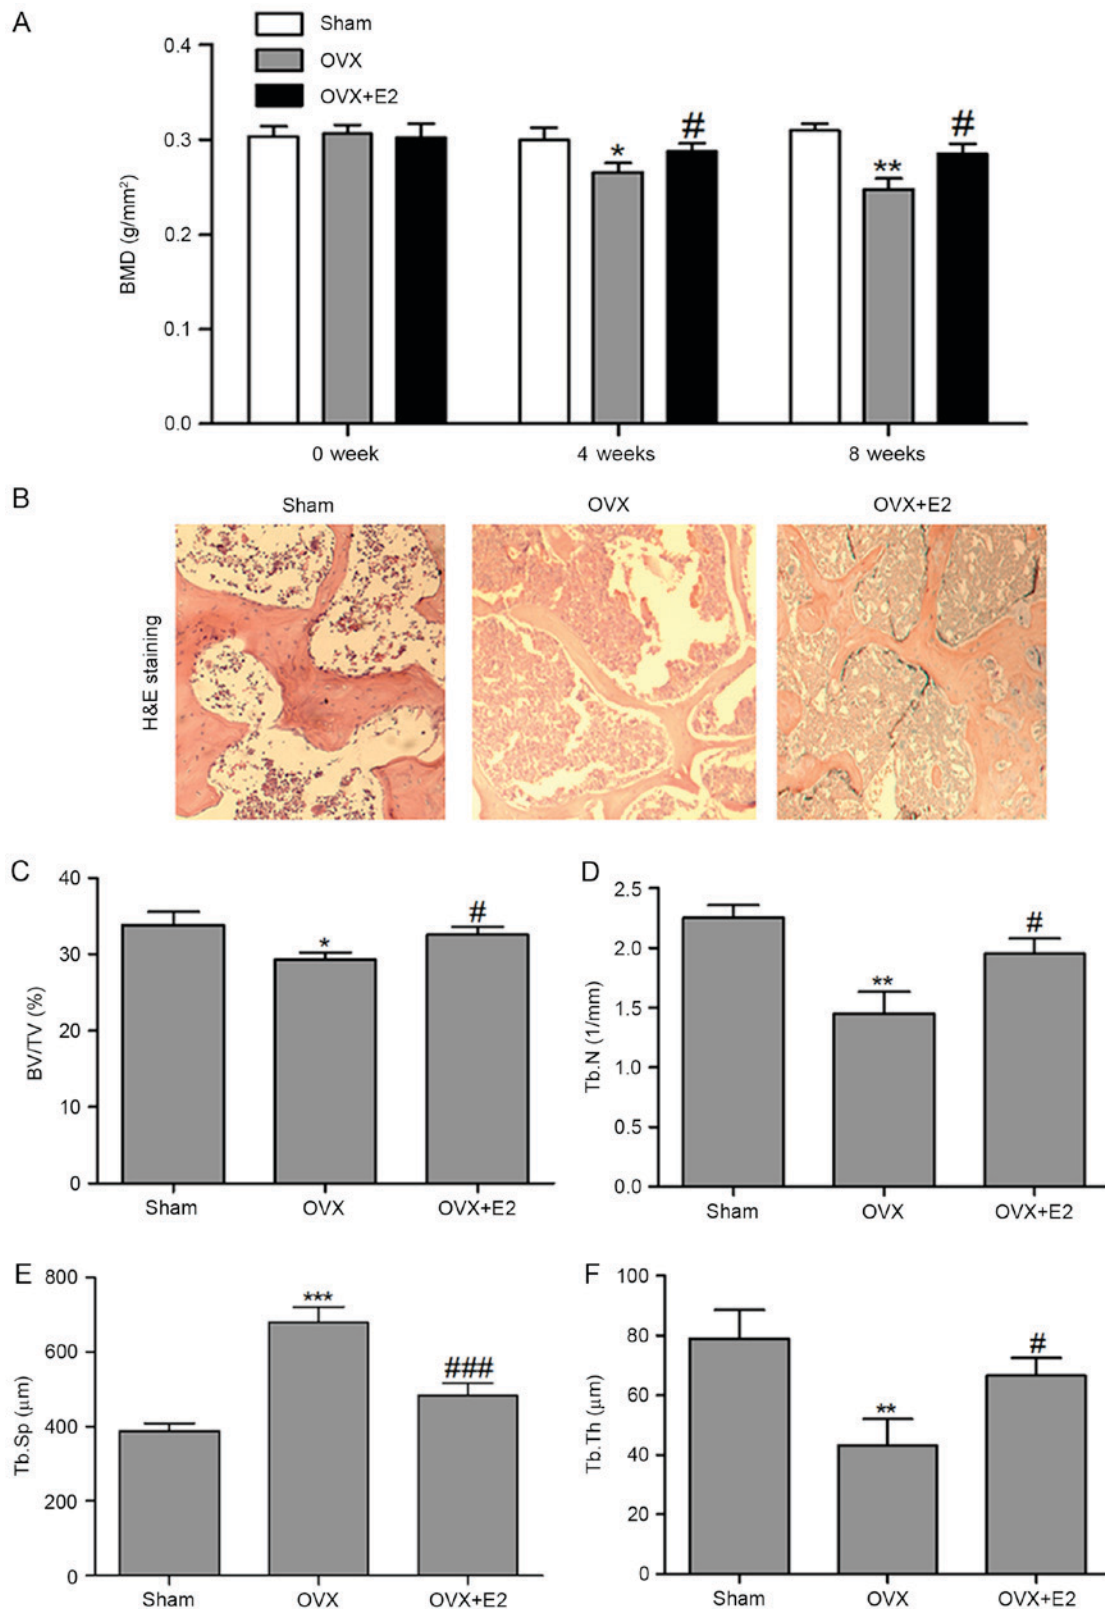 A
Sham
OVX
OVX+E2
BMD (g/mm²)
0.4
0.3
0.2
0.1
0.0
*
#
**
#
0 week
4 weeks
8 weeks
B
Sham
OVX
OVX+E2
H&E staining
C
BV/TV (%)
40
30
20
10
0
*
#
Sham
OVX
OVX+E2
D
Tb.N (1/mm)
2.5
2.0
1.5
1.0
0.5
0.0
**
#
Sham
OVX
OVX+E2
E
Tb.Sp (μm)
800
600
400
200
0
***
###
Sham
OVX
OVX+E2
F
Tb.Th (μm)
100
80
60
40
20
0
**
#
Sham
OVX
OVX+E2